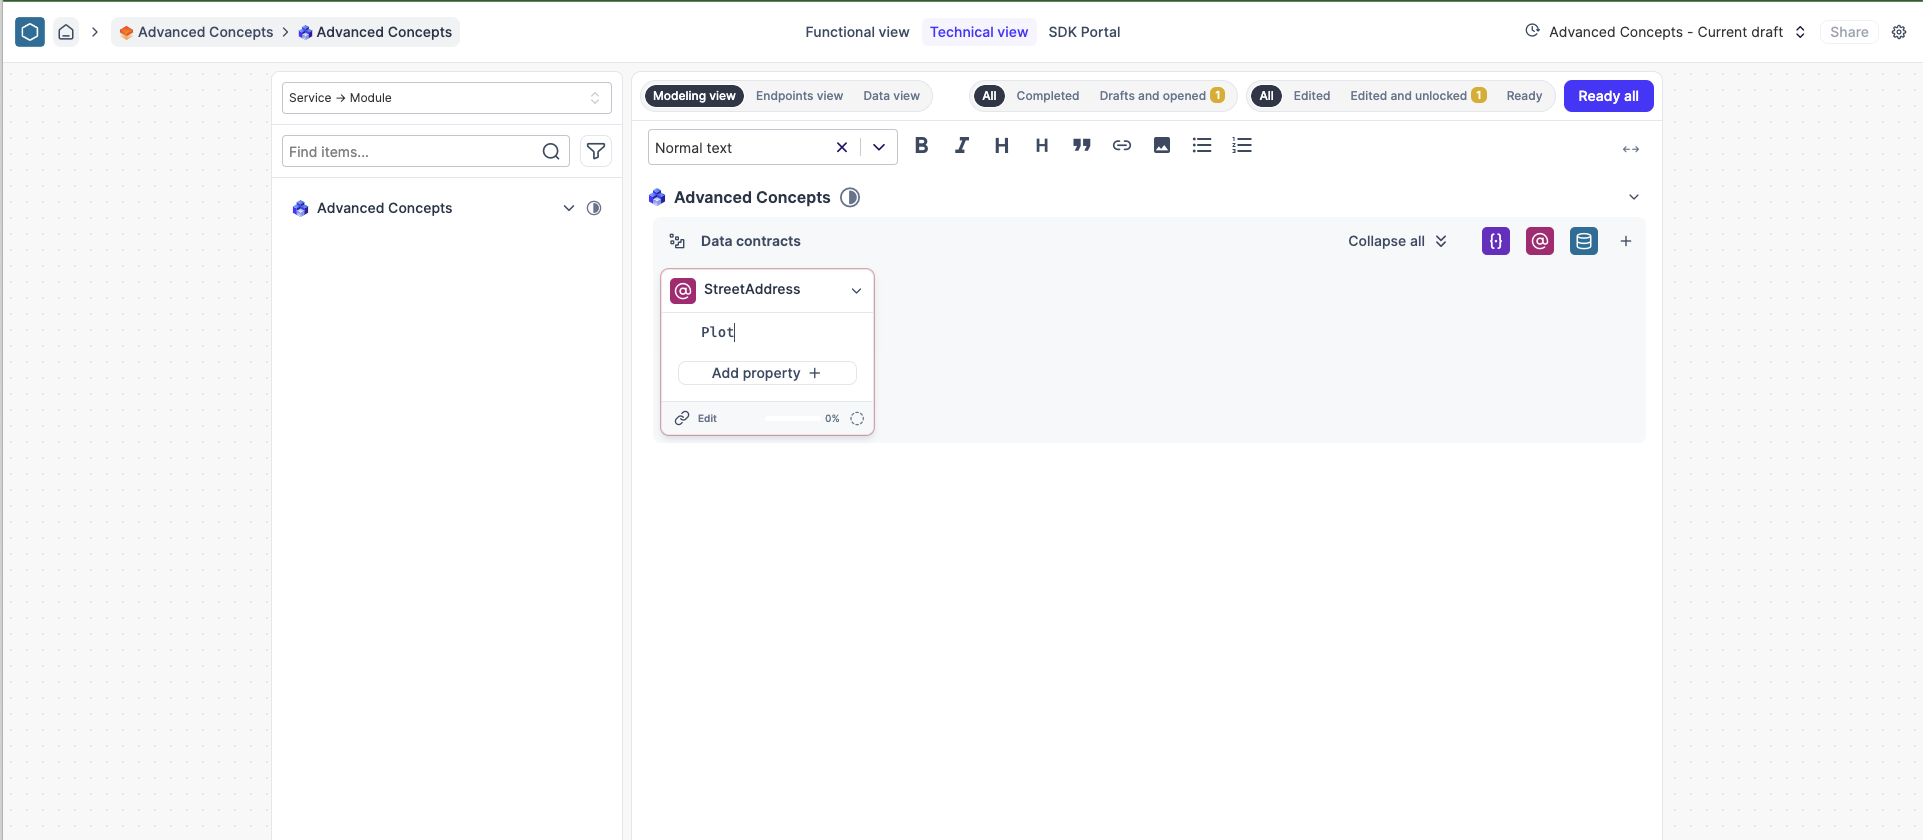 Advanced Concepts > Advanced Concepts
Functional view Technical view SDK Portal
Advanced Concepts - Current draft
Share
Service → Module
Find items...
Advanced Concepts
Modeling view Endpoints view Data view
All Completed Drafts and opened 1
All Edited Edited and unlocked 1 Ready
Ready all
Normal text
B I H H
Advanced Concepts
Data contracts
Collapse all
StreetAddress
Plot
Add property +
Edit 0%